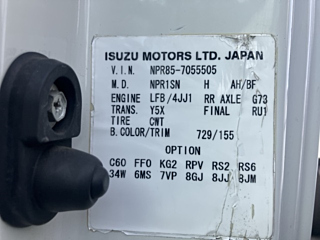 ISUZU MOTORS LTD. JAPAN
V.I.N. NPR85-7055505
M.D. NPR1SN H AH/BF
ENGINE LFB/4JJ1 RR AXLE G73
TRANS. Y5X FINAL RU1
TIRE CNT
B.COLOR/TRIM 729/155
OPTION
C60 FF0 KG2 RPV RS2 RS6
34W 6MS 7VP 8GJ 8JJ 8JM